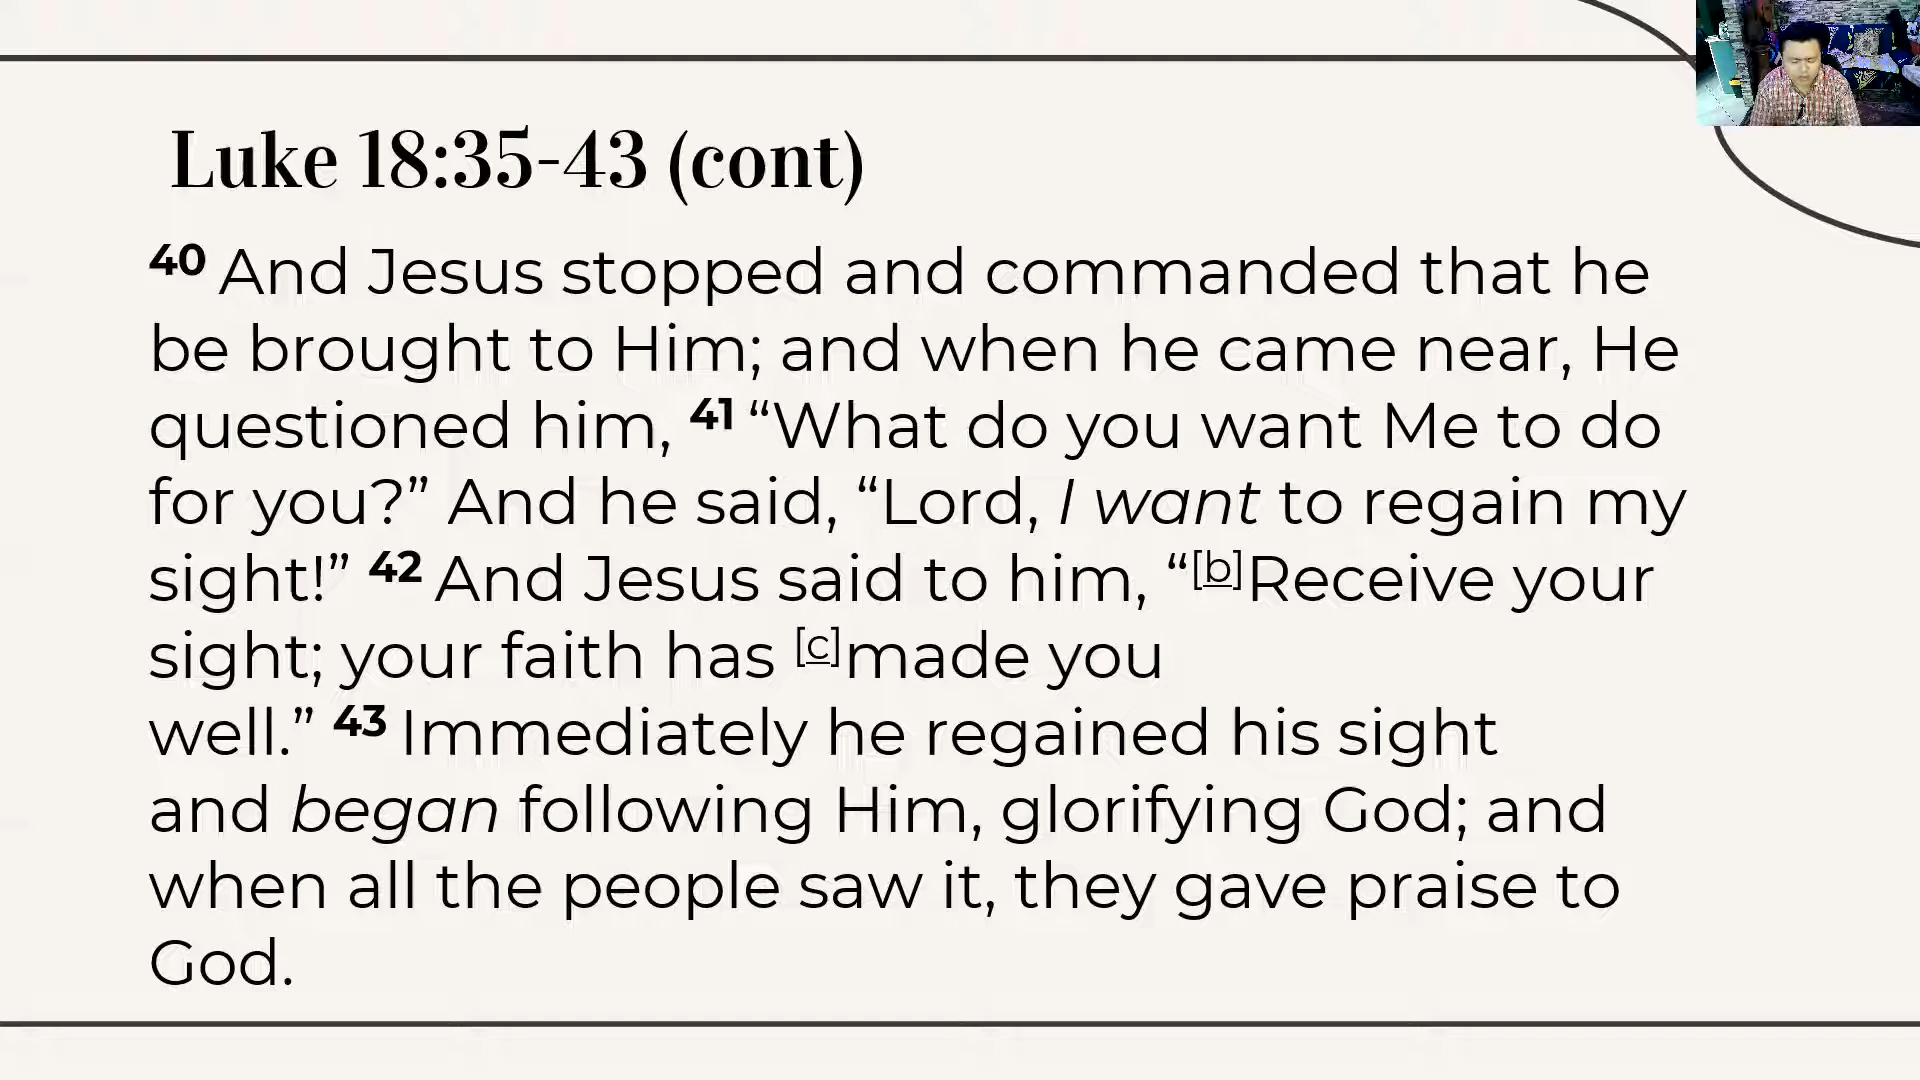 Luke 18:35-43 (cont)
40 And Jesus stopped and commanded that he
be brought to Him; and when he came near, He
questioned him, 41 “What do you want Me to do
for you?” And he said, “Lord, I want to regain my
sight!” 42 And Jesus said to him, “[b]Receive your
sight; your faith has [c]made you
well.” 43 Immediately he regained his sight
and began following Him, glorifying God; and
when all the people saw it, they gave praise to
God.